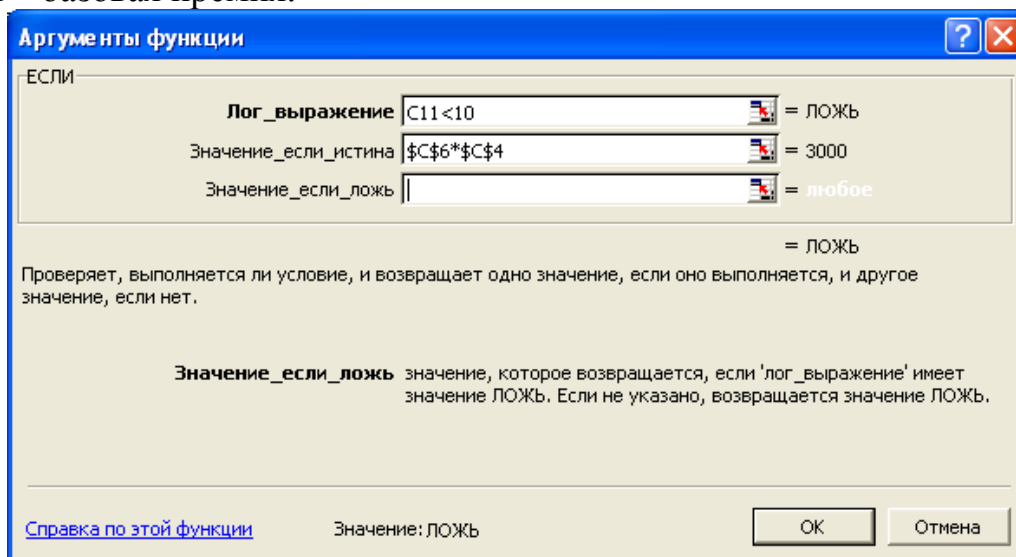 Аргументы функции
ЕСЛИ
Лог_выражение C11<10 = ЛОЖЬ
Значение_если_истина $C$6*$C$4 = 3000
Значение_если_ложь = любое
= ЛОЖЬ
Проверяет, выполняется ли условие, и возвращает одно значение, если оно выполняется, и другое
значение, если нет.
Значение_если_ложь значение, которое возвращается, если 'лог_выражение' имеет
значение ЛОЖЬ. Если не указано, возвращается значение ЛОЖЬ.
Справка по этой функции Значение: ЛОЖЬ OK Отмена